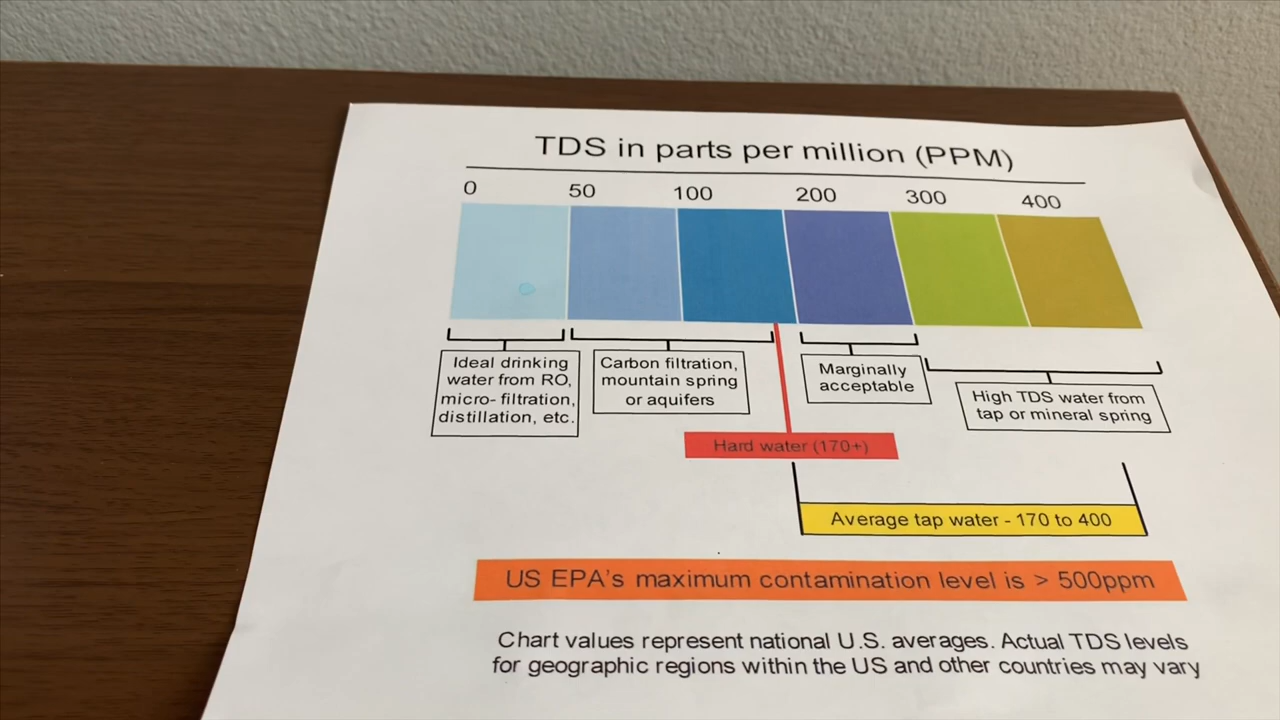 TDS in parts per million (PPM)
0 50 100 200 300 400
Ideal drinking
water from RO,
micro- filtration,
distillation, etc.
Carbon filtration,
mountain spring
or aquifers
Marginally
acceptable
High TDS water from
tap or mineral spring
Hard water (170+)
Average tap water - 170 to 400
US EPA's maximum contamination level is > 500ppm
Chart values represent national U.S. averages. Actual TDS levels
for geographic regions within the US and other countries may vary